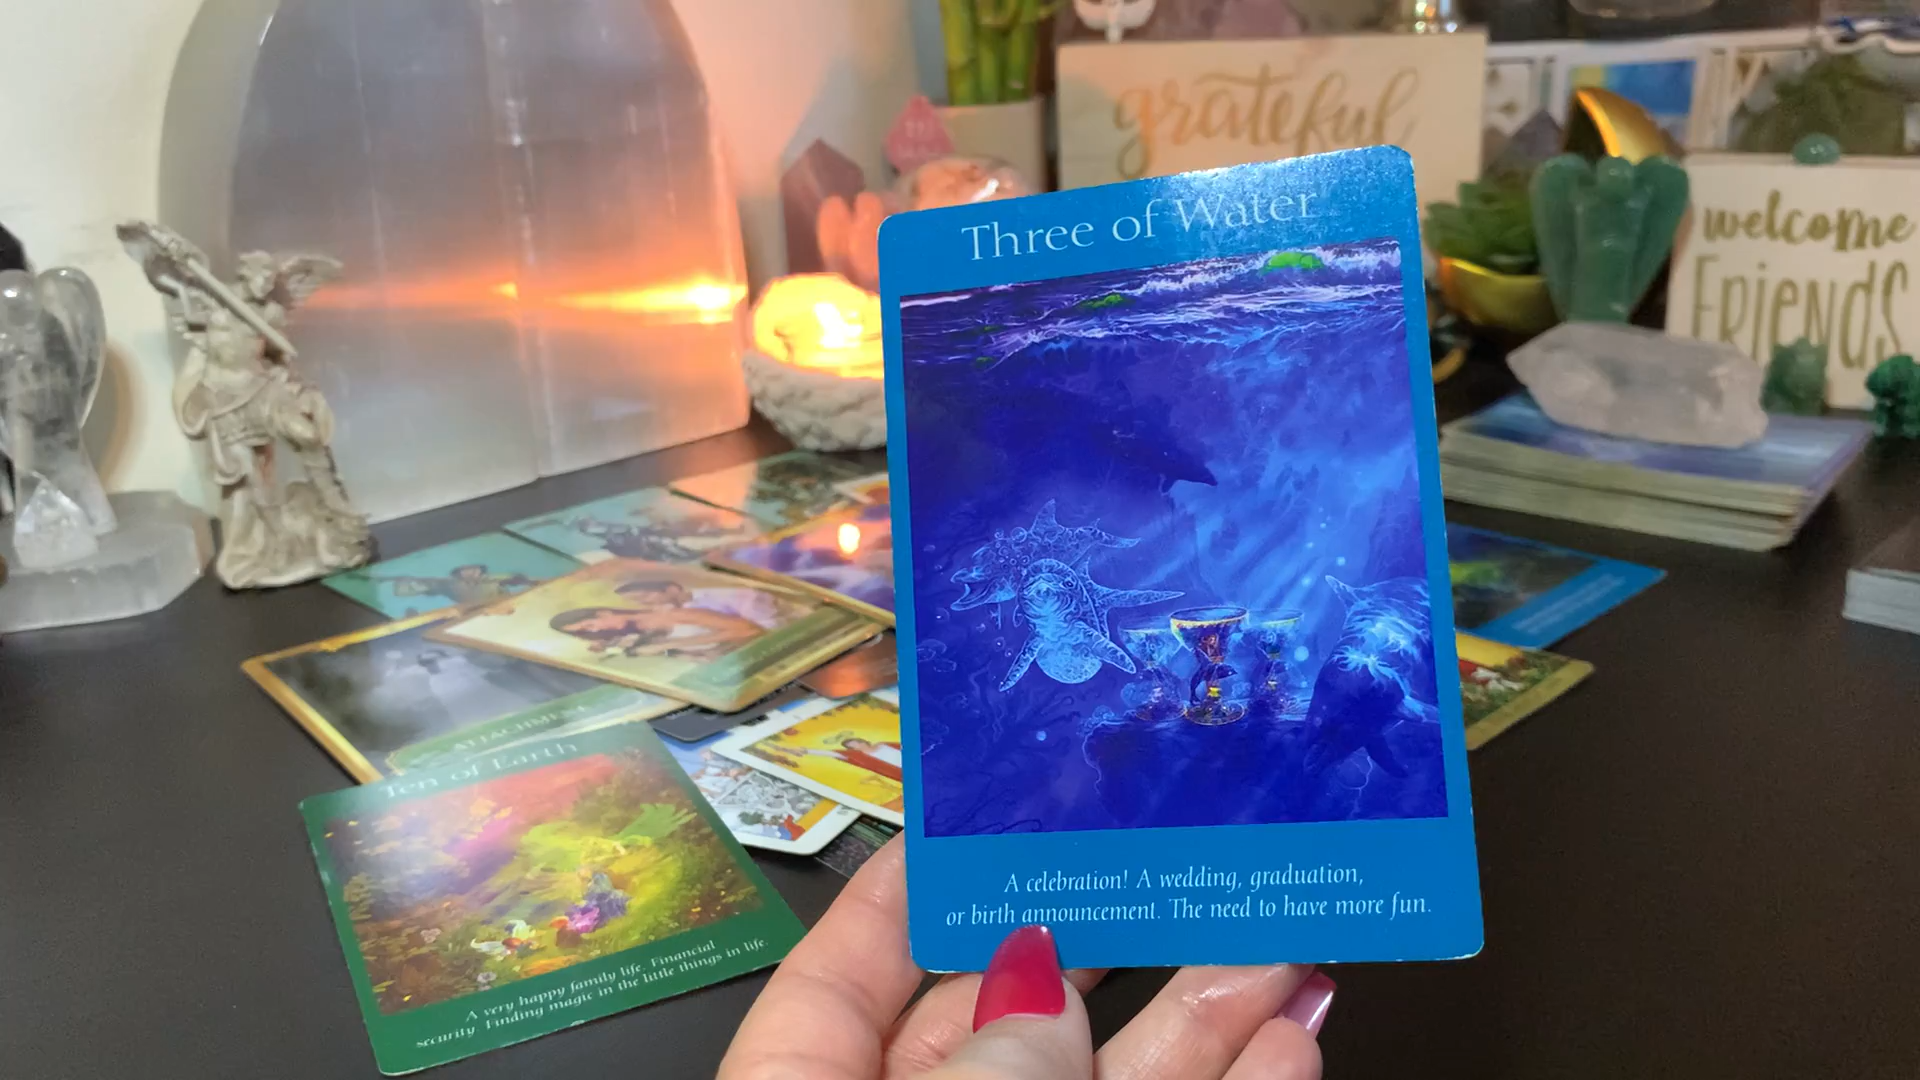 grateful
Three of Water
welcome
FRIENDS
A celebration! A wedding, graduation,
or birth announcement. The need to have more fun.
ATTACHMENT
Ten of Earth
A very happy family life. Financial
security. Finding magic in the little things in life.